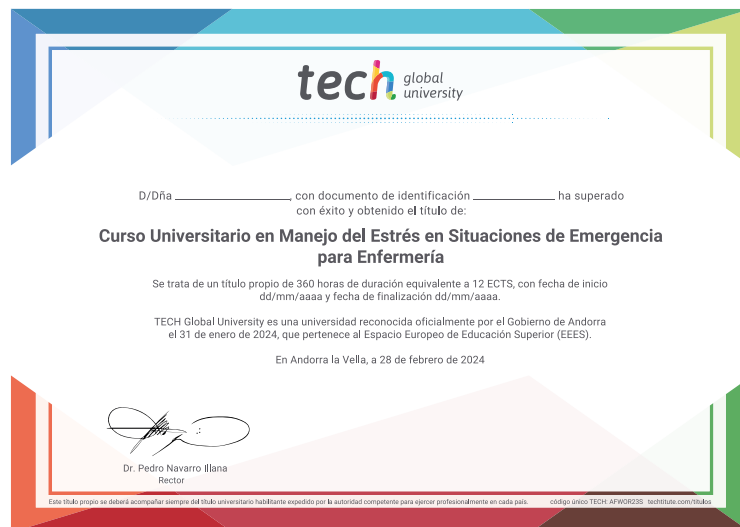 tech global university
D/Dña ____________________, con documento de identificación ______________ ha superado
con éxito y obtenido el título de:
Curso Universitario en Manejo del Estrés en Situaciones de Emergencia
para Enfermería
Se trata de un título propio de 360 horas de duración equivalente a 12 ECTS, con fecha de inicio
dd/mm/aaaa y fecha de finalización dd/mm/aaaa.
TECH Global University es una universidad reconocida oficialmente por el Gobierno de Andorra
el 31 de enero de 2024, que pertenece al Espacio Europeo de Educación Superior (EEES).
En Andorra la Vella, a 28 de febrero de 2024
Dr. Pedro Navarro Illana
Rector
Este título propio se deberá acompañar siempre del título universitario habilitante expedido por la autoridad competente para ejercer profesionalmente en cada país. código único TECH: AFWOR23S techtitute.com/titulos